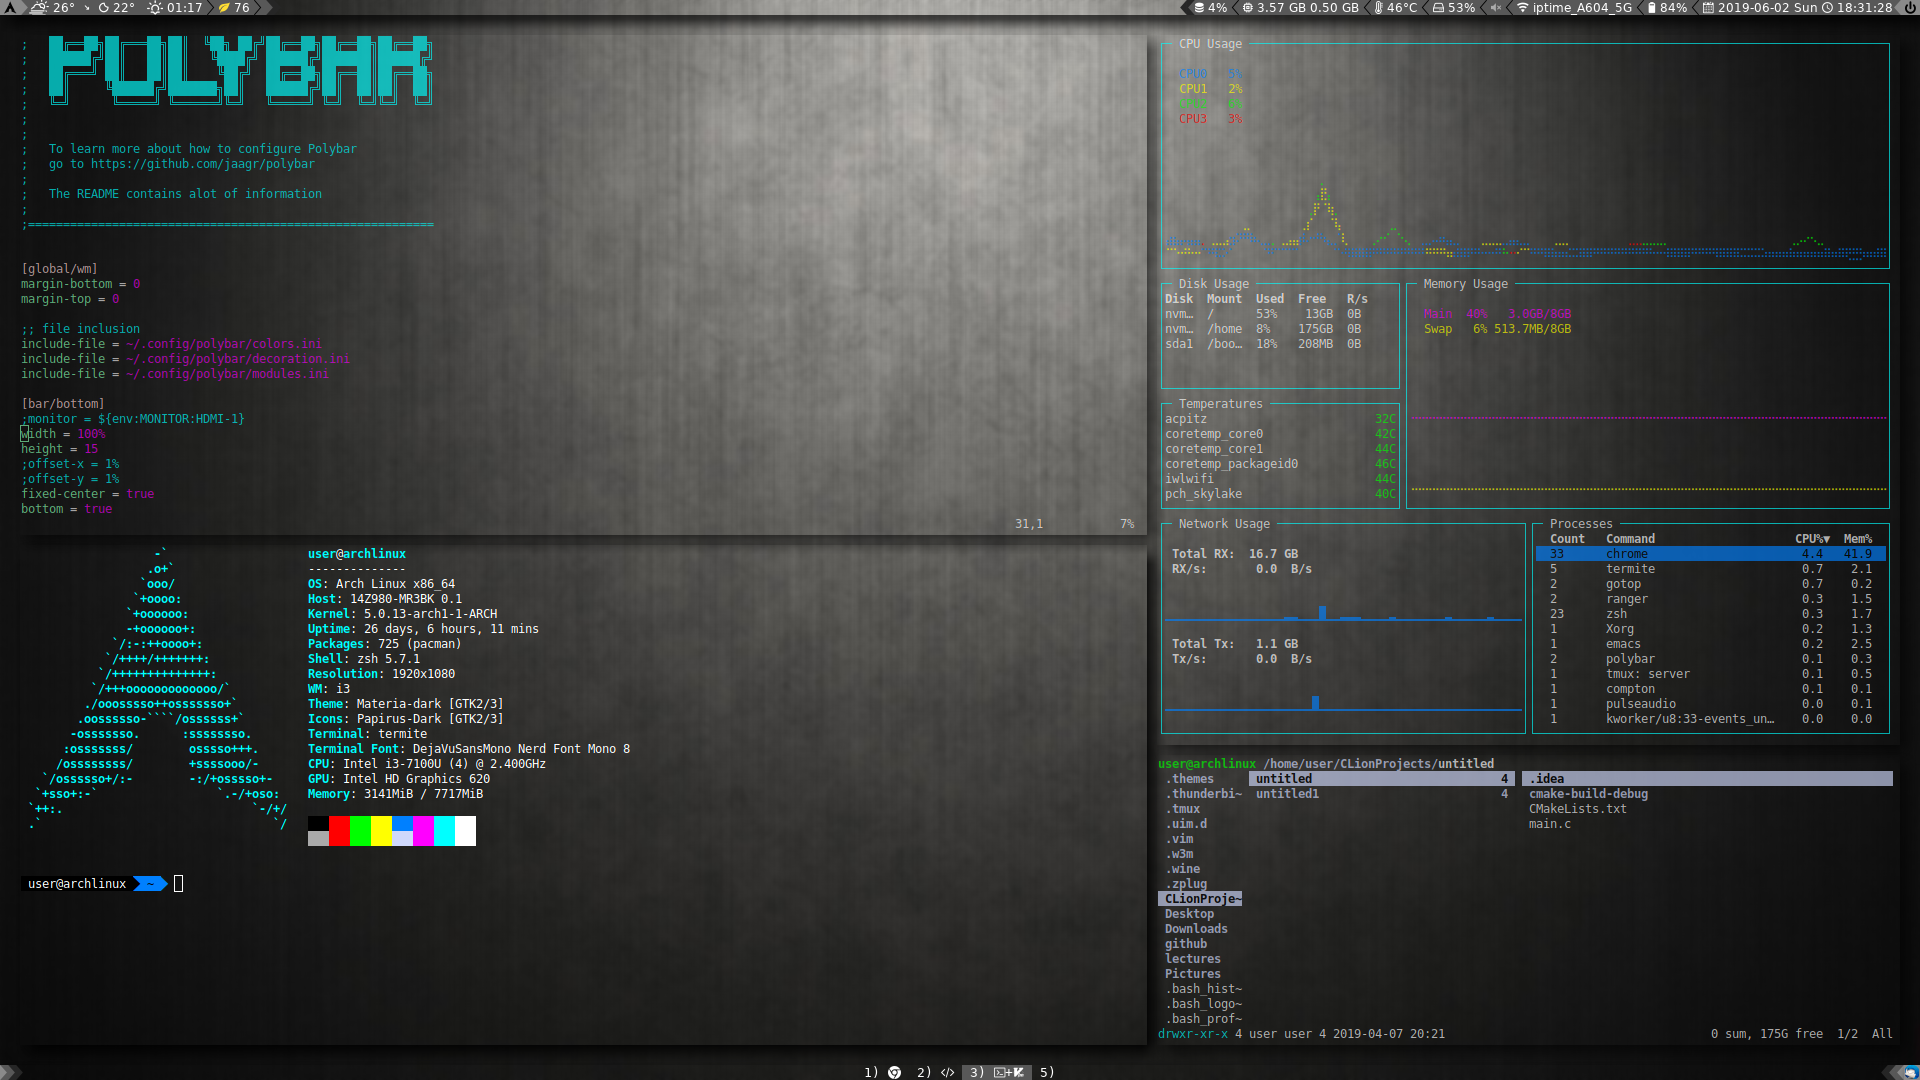 26° 22° 01:17 76
4% 3.57 GB 0.50 GB 46°C 53% iptime_A604_5G 84% 2019-06-02 Sun 18:31:28
POLYBAR
; To learn more about how to configure Polybar
; go to https://github.com/jaagr/polybar
;
; The README contains alot of information
;
;==========================================================
[global/wm]
margin-bottom = 0
margin-top = 0
;; file inclusion
include-file = ~/.config/polybar/colors.ini
include-file = ~/.config/polybar/decoration.ini
include-file = ~/.config/polybar/modules.ini
[bar/bottom]
;monitor = ${env:MONITOR:HDMI-1}
width = 100%
height = 15
;offset-x = 1%
;offset-y = 1%
fixed-center = true
bottom = true
31,1 7%
user@archlinux
--------------
OS: Arch Linux x86_64
Host: 14Z980-MR3BK 0.1
Kernel: 5.0.13-arch1-1-ARCH
Uptime: 26 days, 6 hours, 11 mins
Packages: 725 (pacman)
Shell: zsh 5.7.1
Resolution: 1920x1080
WM: i3
Theme: Materia-dark [GTK2/3]
Icons: Papirus-Dark [GTK2/3]
Terminal: termite
Terminal Font: DejaVuSansMono Nerd Font Mono 8
CPU: Intel i3-7100U (4) @ 2.400GHz
GPU: Intel HD Graphics 620
Memory: 3141MiB / 7717MiB
user@archlinux ~
CPU Usage
CPU0 5%
CPU1 2%
CPU3 3%
Disk Usage
Disk Mount Used Free R/s
nvm… / 53% 13GB 0B
nvm… /home 8% 175GB 0B
sda1 /boo… 18% 208MB 0B
Memory Usage
Main 40% 3.0GB/8GB
Swap 6% 513.7MB/8GB
Temperatures
acpitz 32C
coretemp_core0 42C
coretemp_core1 44C
coretemp_packageid0 46C
iwlwifi 44C
pch_skylake 40C
Network Usage
Total RX: 16.7 GB
RX/s: 0.0 B/s
Total Tx: 1.1 GB
Tx/s: 0.0 B/s
Processes
Count Command CPU%▼ Mem%
33 chrome 4.4 41.9
5 termite 0.7 2.1
2 gotop 0.7 0.2
2 ranger 0.3 1.5
23 zsh 0.3 1.7
1 Xorg 0.2 1.3
1 emacs 0.2 2.5
2 polybar 0.1 0.3
1 tmux: server 0.1 0.5
1 compton 0.1 0.1
1 pulseaudio 0.0 0.1
1 kworker/u8:33-events_un… 0.0 0.0
user@archlinux /home/user/CLionProjects/untitled
.themes untitled 4 .idea
.thunderbi~ untitled1 4 cmake-build-debug
.tmux CMakeLists.txt
.uim.d main.c
.vim
.w3m
.wine
.zplug
CLionProje~
Desktop
Downloads
github
lectures
Pictures
.bash_hist~
.bash_logo~
.bash_prof~
drwxr-xr-x 4 user user 4 2019-04-07 20:21 0 sum, 175G free 1/2 All
1) 2) </> 3) 5)